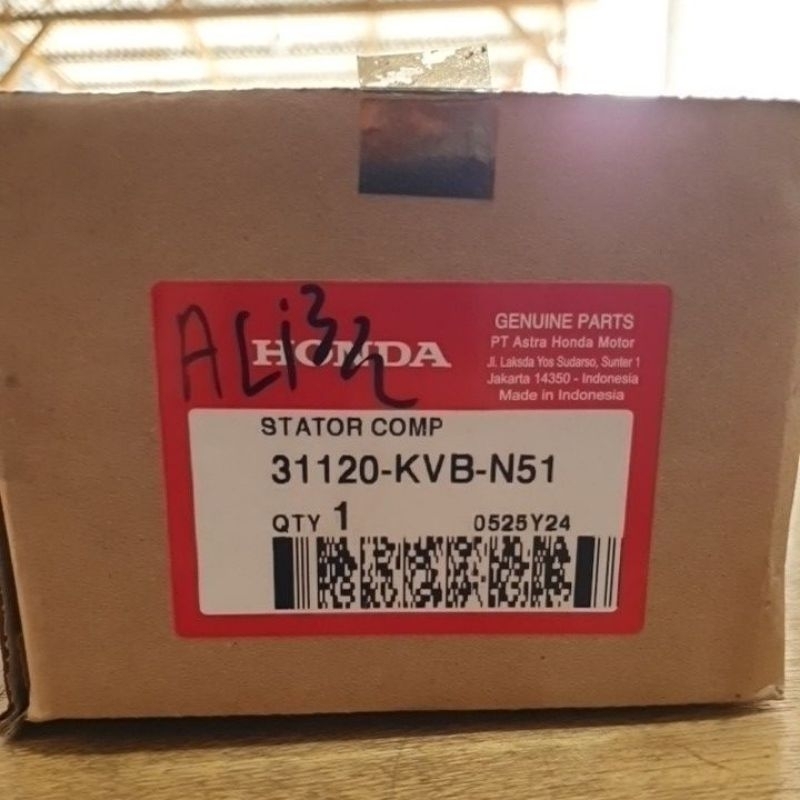 ALi32
HONDA
GENUINE PARTS
PT Astra Honda Motor
Jl. Laksda Yos Sudarso, Sunter 1
Jakarta 14350 - Indonesia
Made in Indonesia
STATOR COMP
31120-KVB-N51
QTY 1 0525Y24